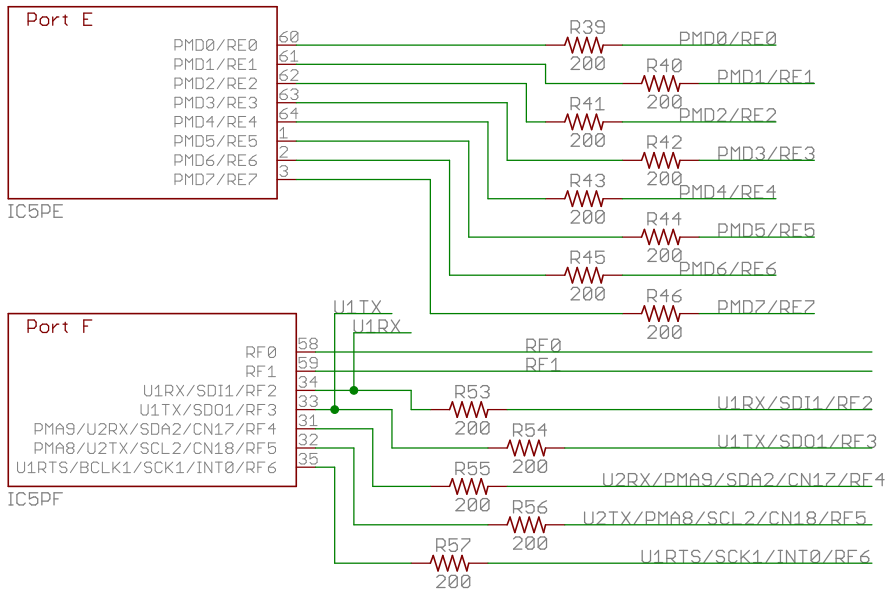 Port E
PMD0/RE0 60 R39 200 PMD0/RE0
PMD1/RE1 61 R40 200 PMD1/RE1
PMD2/RE2 62 R41 200 PMD2/RE2
PMD3/RE3 63 R42 200 PMD3/RE3
PMD4/RE4 64 R43 200 PMD4/RE4
PMD5/RE5 1 R44 200 PMD5/RE5
PMD6/RE6 2 R45 200 PMD6/RE6
PMD7/RE7 3 R46 200 PMD7/RE7
IC5PE
U1TX
U1RX
Port F
RF0 58 RF0
RF1 59 RF1
U1RX/SDI1/RF2 34 R53 200 U1RX/SDI1/RF2
U1TX/SDO1/RF3 33 R54 200 U1TX/SDO1/RF3
PMA9/U2RX/SDA2/CN17/RF4 31 R55 200 U2RX/PMA9/SDA2/CN17/RF4
PMA8/U2TX/SCL2/CN18/RF5 32 R56 200 U2TX/PMA8/SCL2/CN18/RF5
U1RTS/BCLK1/SCK1/INT0/RF6 35 R57 200 U1RTS/SCK1/INT0/RF6
IC5PF